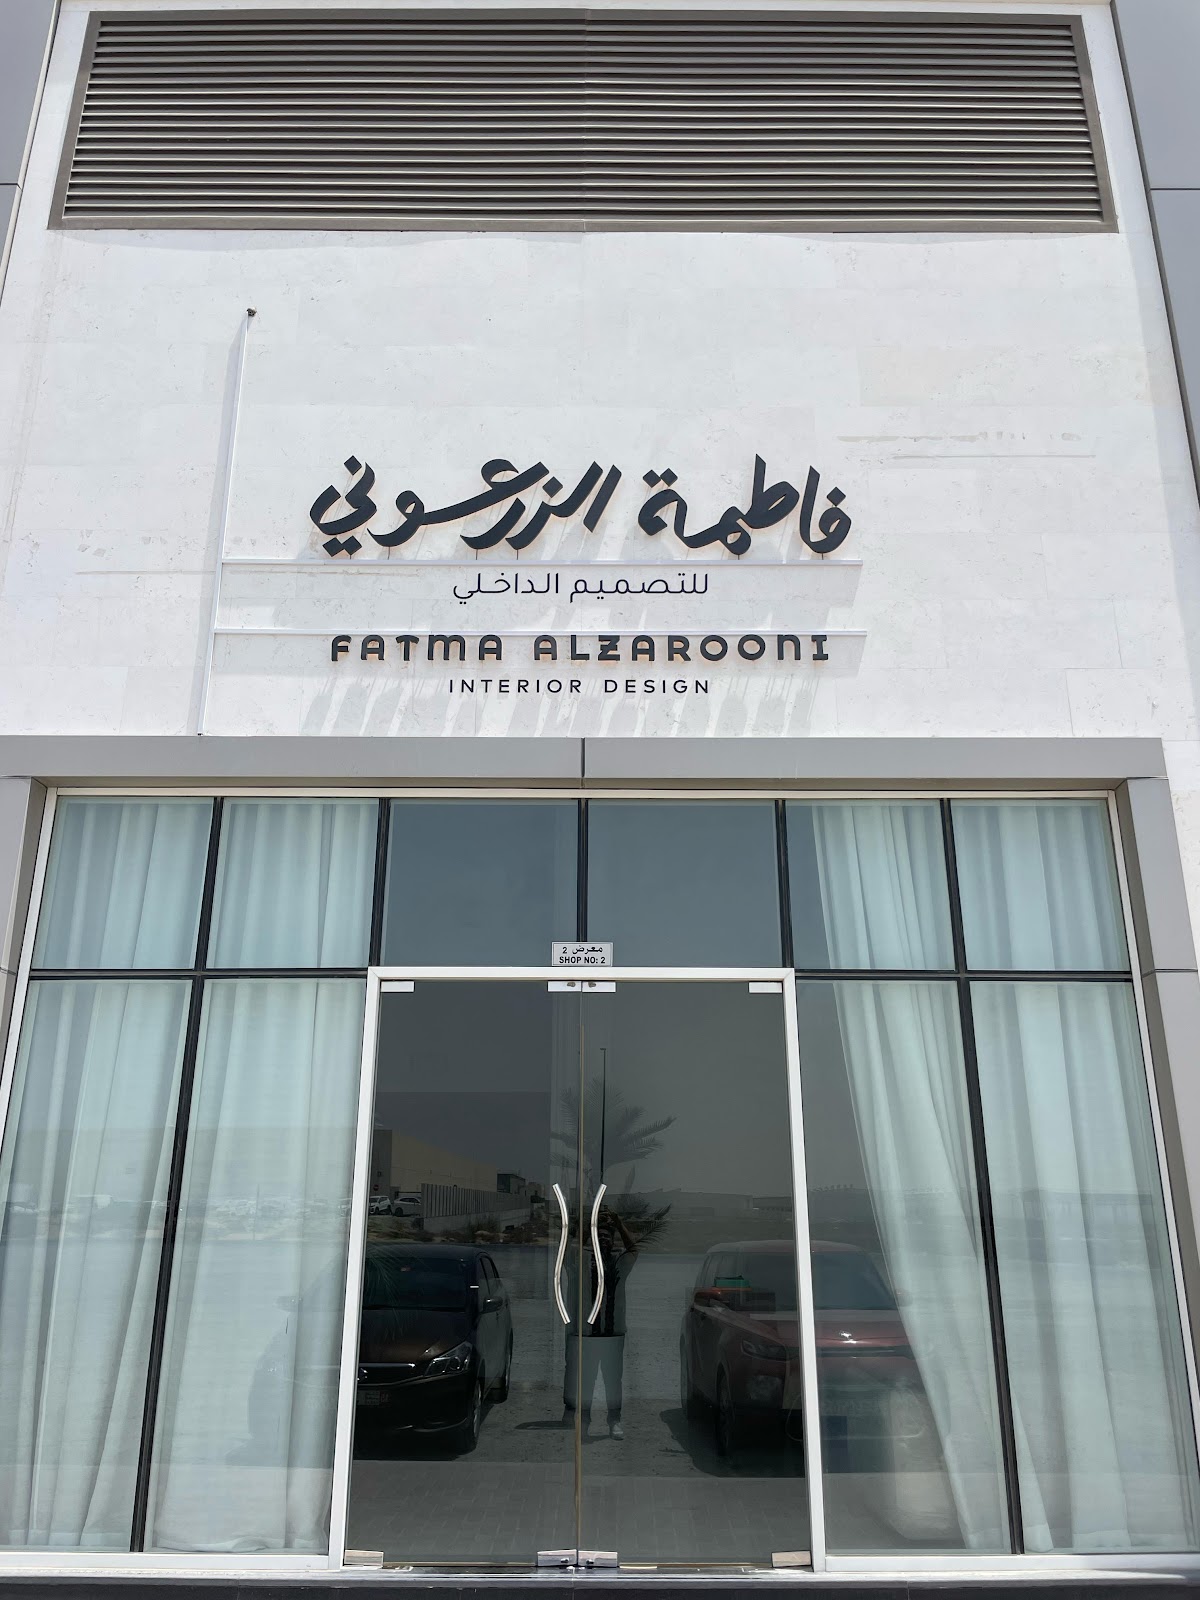 فاطمة الزرعوني
للتصميم الداخلي
FATMA ALZAROONI
INTERIOR DESIGN
معرض 2
SHOP NO: 2